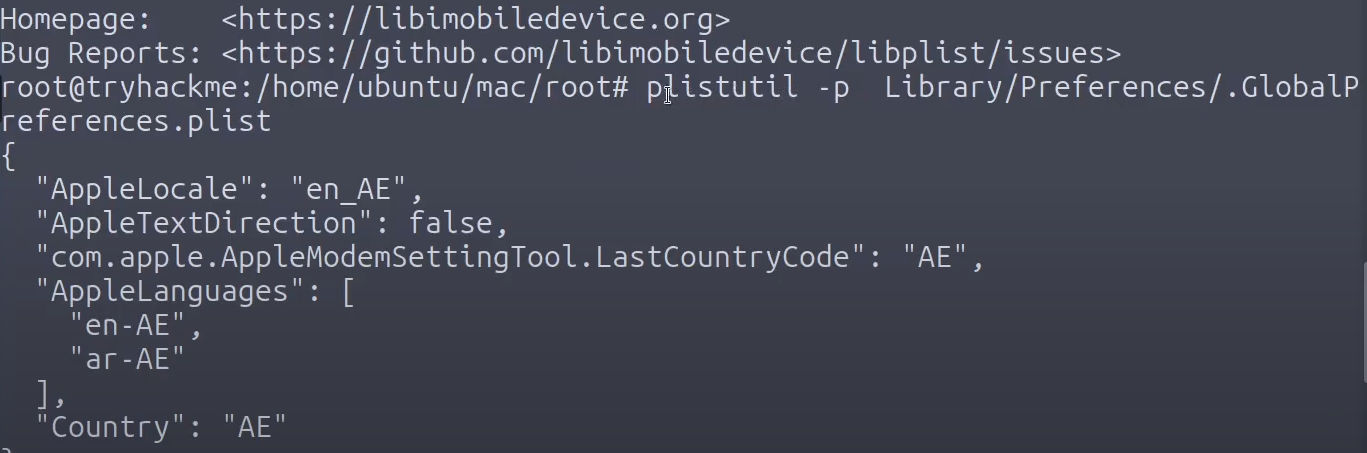 Homepage:    <https://libimobiledevice.org>
Bug Reports: <https://github.com/libimobiledevice/libplist/issues>
root@tryhackme:/home/ubuntu/mac/root# plistutil -p  Library/Preferences/.GlobalP
references.plist
{
  "AppleLocale": "en_AE",
  "AppleTextDirection": false,
  "com.apple.AppleModemSettingTool.LastCountryCode": "AE",
  "AppleLanguages": [
    "en-AE",
    "ar-AE"
  ],
  "Country": "AE"
}